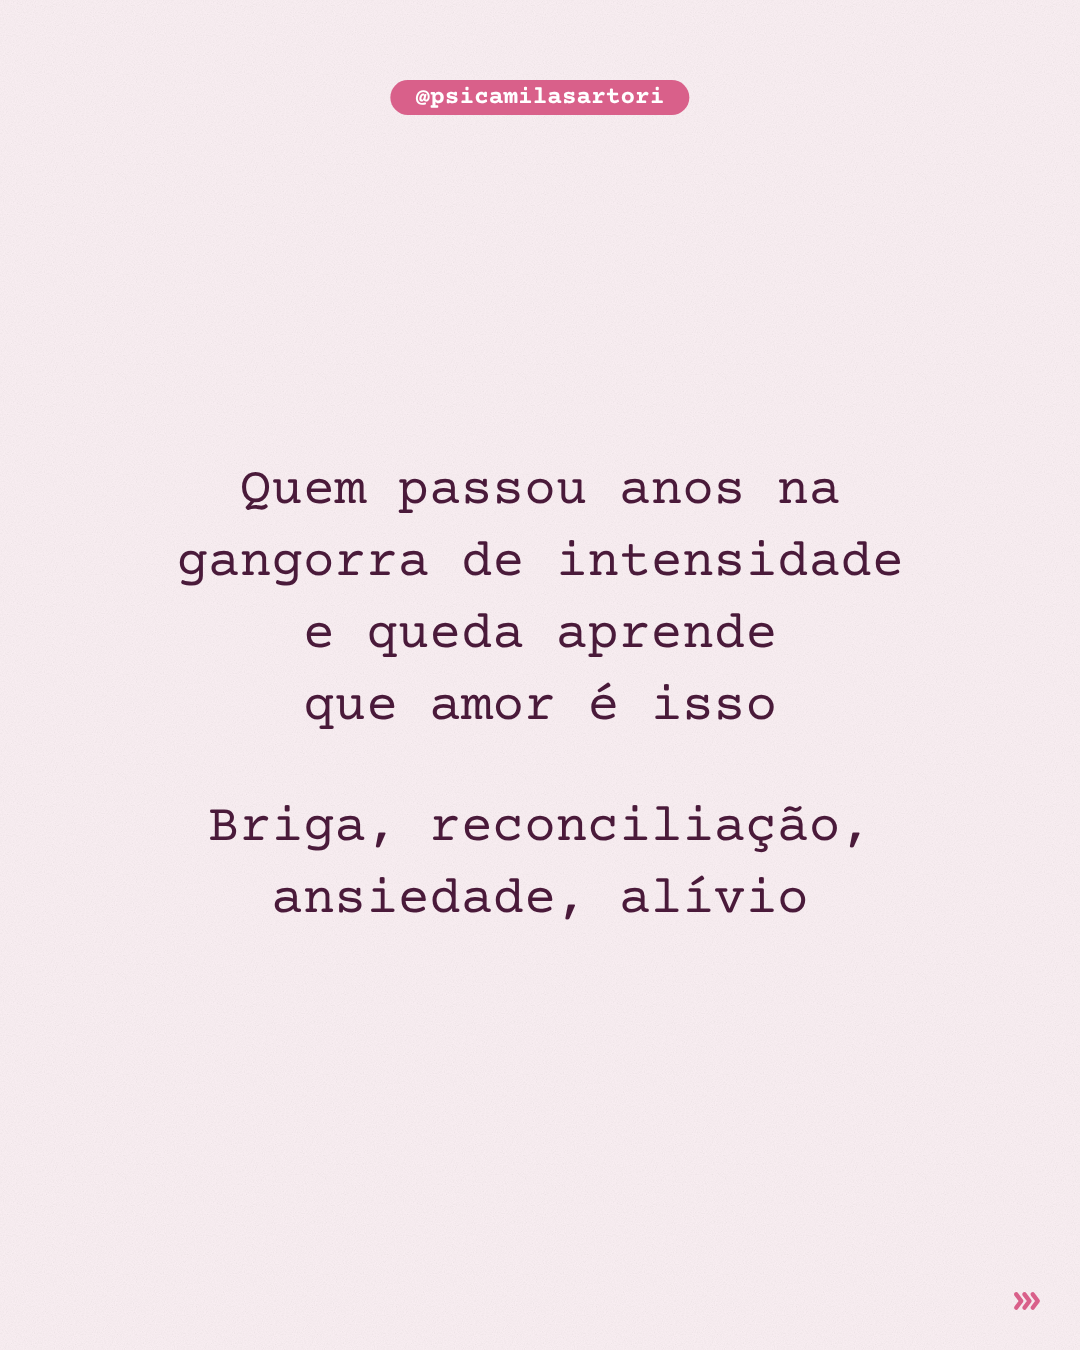 @psicamilasartori
Quem passou anos na
gangorra de intensidade
e queda aprende
que amor é isso
Briga, reconciliação,
ansiedade, alívio